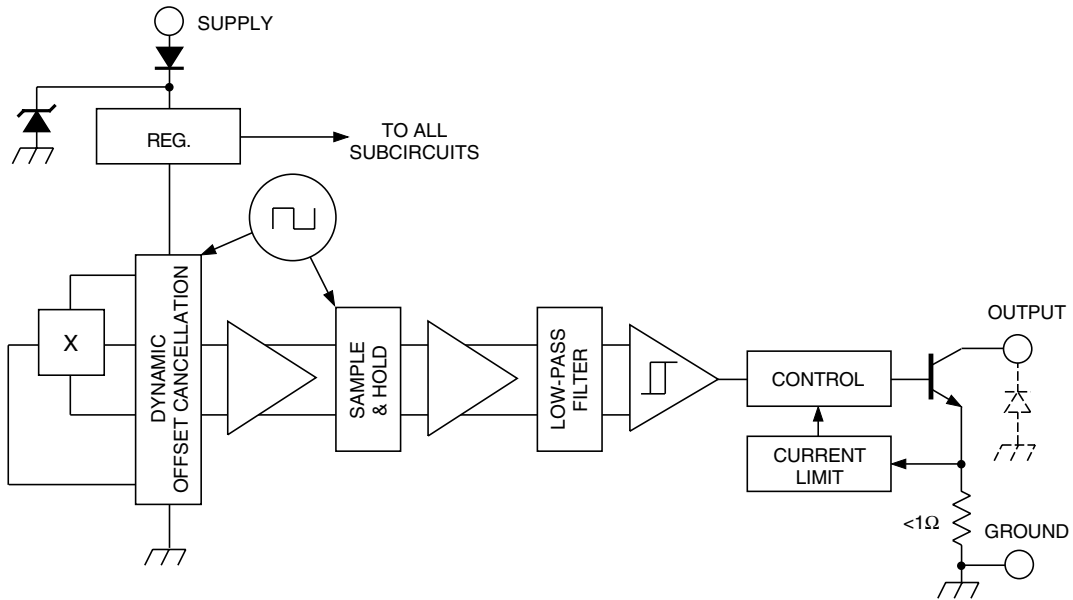 SUPPLY
REG.
TO ALL
SUBCIRCUITS
X
DYNAMIC
OFFSET CANCELLATION
SAMPLE
& HOLD
LOW-PASS
FILTER
CONTROL
CURRENT
LIMIT
OUTPUT
<1Ω
GROUND